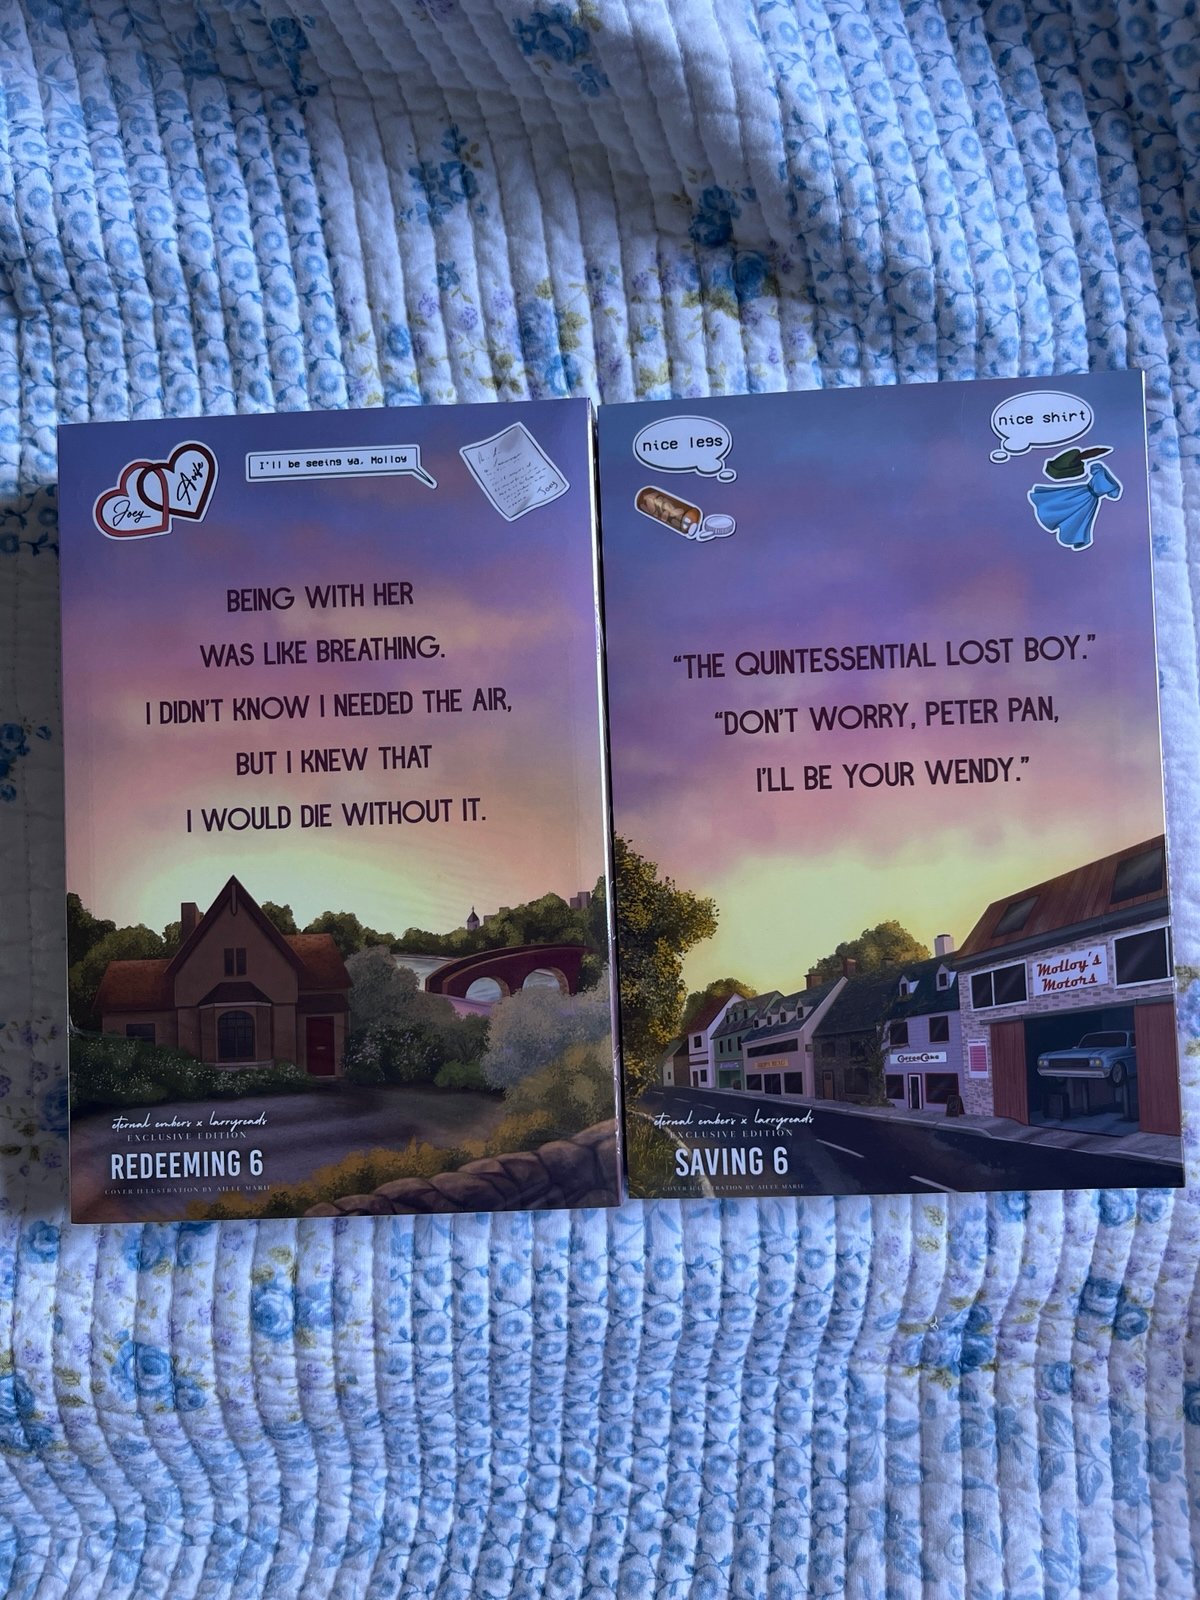 Joey
Angie
I'll be seeing ya, Molloy
Joey
BEING WITH HER
WAS LIKE BREATHING.
I DIDN'T KNOW I NEEDED THE AIR,
BUT I KNEW THAT
I WOULD DIE WITHOUT IT.
eternal embers x larryreads
EXCLUSIVE EDITION
REDEEMING 6
COVER ILLUSTRATION BY AILEE MARIE
nice legs
nice shirt
“THE QUINTESSENTIAL LOST BOY.”
“DON'T WORRY, PETER PAN,
I'LL BE YOUR WENDY.”
Molloy's
Motors
CoffeeCake
eternal embers x larryreads
EXCLUSIVE EDITION
SAVING 6
COVER ILLUSTRATION BY AILEE MARIE